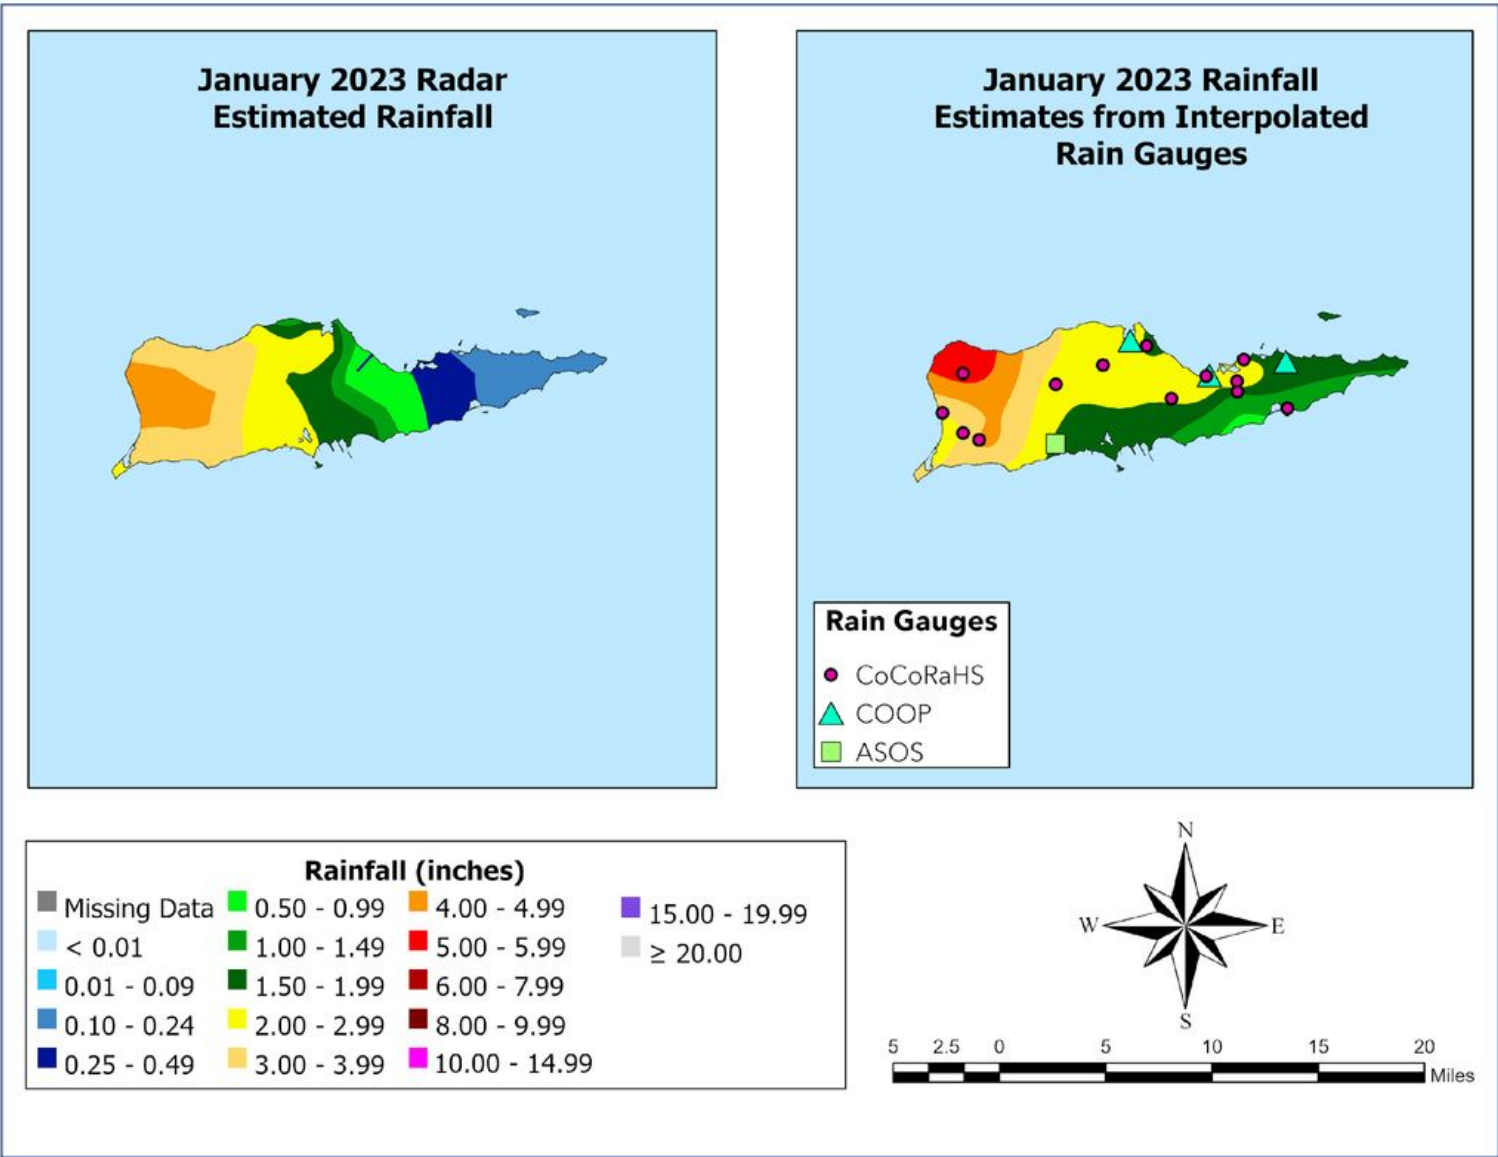 January 2023 Radar
Estimated Rainfall
January 2023 Rainfall
Estimates from Interpolated
Rain Gauges
Rain Gauges
CoCoRaHS
COOP
ASOS
Rainfall (inches)
Missing Data
< 0.01
0.01 - 0.09
0.10 - 0.24
0.25 - 0.49
0.50 - 0.99
1.00 - 1.49
1.50 - 1.99
2.00 - 2.99
3.00 - 3.99
4.00 - 4.99
5.00 - 5.99
6.00 - 7.99
8.00 - 9.99
10.00 - 14.99
15.00 - 19.99
≥ 20.00
N
W E
S
5 2.5 0 5 10 15 20
Miles